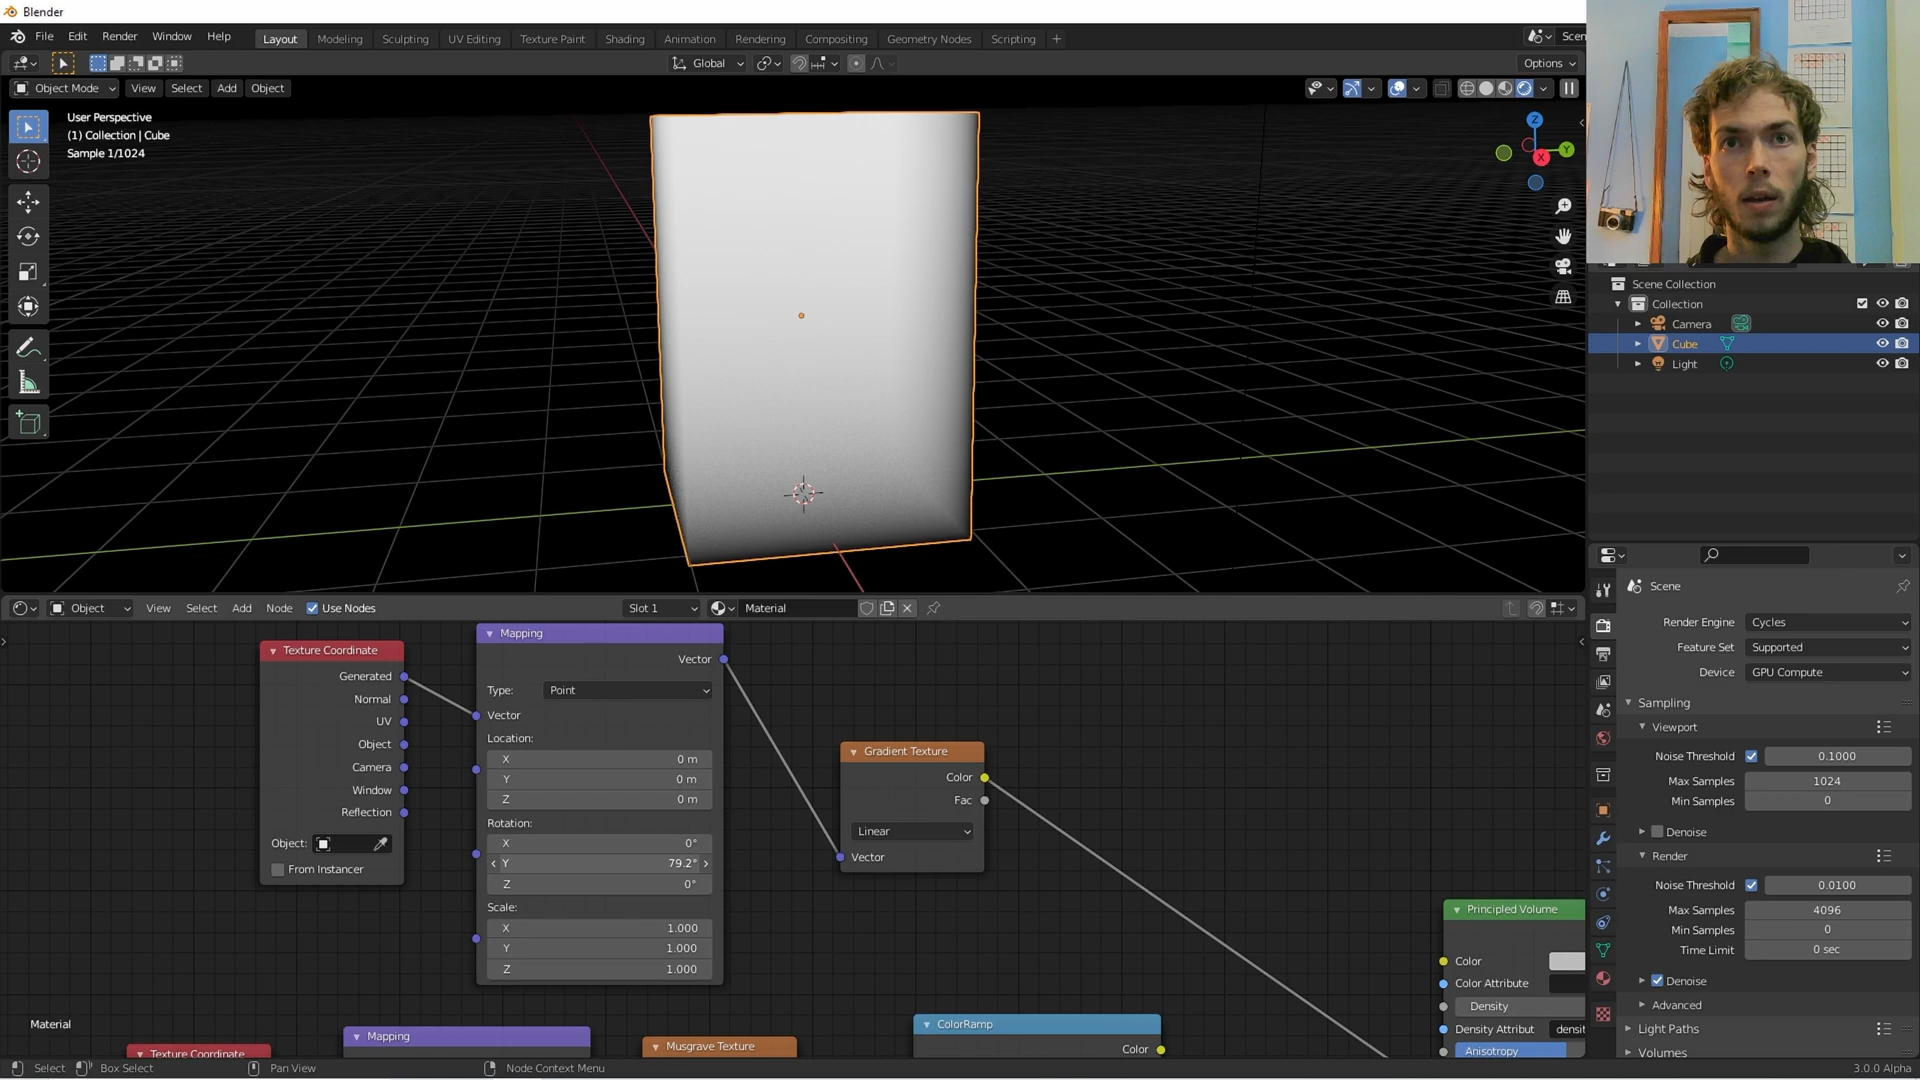 Blender
File Edit Render Window Help Layout Modeling Sculpting UV Editing Texture Paint Shading Animation Rendering Compositing Geometry Nodes Scripting + Scen
Global Options
Object Mode View Select Add Object
User Perspective
(1) Collection | Cube
Sample 1/1024
Z
Y
X
Scene Collection
Collection
Camera
Cube
Light
Object View Select Add Node Use Nodes Slot 1 Material
Texture Coordinate
Generated
Normal
UV
Object
Camera
Window
Reflection
Object:
From Instancer
Mapping
Vector
Type: Point
Vector
Location:
X 0 m
Y 0 m
Z 0 m
Rotation:
X 0°
Y 79.2°
Z 0°
Scale:
X 1.000
Y 1.000
Z 1.000
Gradient Texture
Color
Fac
Linear
Vector
Principled Volume
Color
Color Attribute
Density
Density Attribut densit
Anisotropy
Material
Texture Coordinate
Mapping
Musgrave Texture
ColorRamp
Color
Scene
Render Engine Cycles
Feature Set Supported
Device GPU Compute
Sampling
Viewport
Noise Threshold 0.1000
Max Samples 1024
Min Samples 0
Denoise
Render
Noise Threshold 0.0100
Max Samples 4096
Min Samples 0
Time Limit 0 sec
Denoise
Advanced
Light Paths
Volumes
Select Box Select Pan View Node Context Menu 3.0.0 Alpha